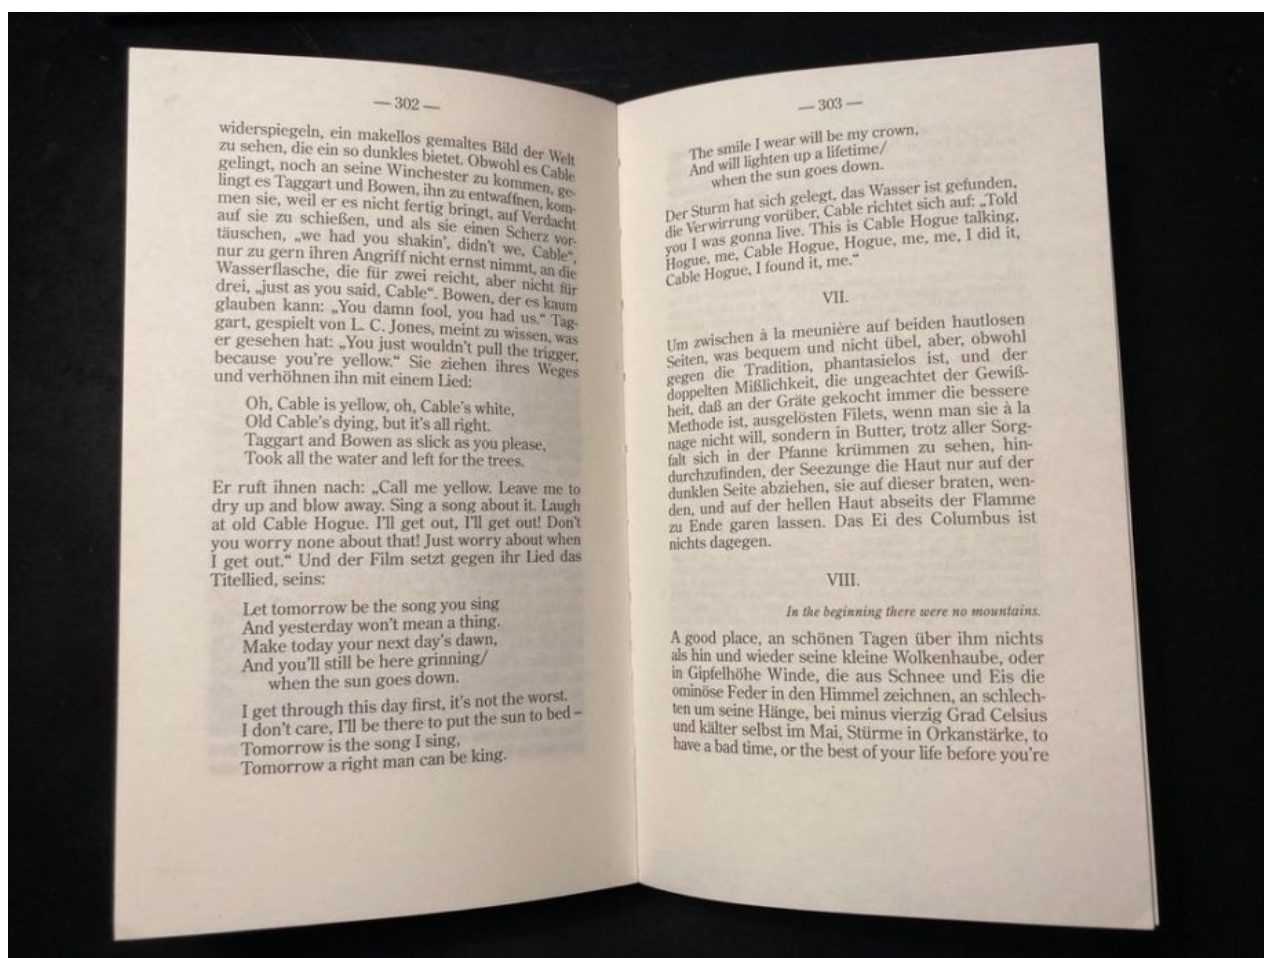 — 302 —
widerspiegeln, ein makellos gemaltes Bild der Welt
zu sehen, die ein so dunkles bietet. Obwohl es Cable
gelingt, noch an seine Winchester zu kommen, ge-
lingt es Taggart und Bowen, ihn zu entwaffnen, kom-
men sie, weil er es nicht fertig bringt, auf Verdacht
auf sie zu schießen, und als sie einen Scherz vor-
täuschen, „we had you shakin’, didn’t we, Cable“,
nur zu gern ihren Angriff nicht ernst nimmt, an die
Wasserflasche, die für zwei reicht, aber nicht für
drei, „just as you said, Cable“. Bowen, der es kaum
glauben kann: „You damn fool, you had us.“ Tag-
gart, gespielt von L. C. Jones, meint zu wissen, was
er gesehen hat: „You just wouldn’t pull the trigger,
because you’re yellow.“ Sie ziehen ihres Weges
und verhöhnen ihn mit einem Lied:
Oh, Cable is yellow, oh, Cable’s white,
Old Cable’s dying, but it’s all right.
Taggart and Bowen as slick as you please,
Took all the water and left for the trees.
Er ruft ihnen nach: „Call me yellow. Leave me to
dry up and blow away. Sing a song about it. Laugh
at old Cable Hogue. I’ll get out, I’ll get out! Don’t
you worry none about that! Just worry about when
I get out.“ Und der Film setzt gegen ihr Lied das
Titellied, seins:
Let tomorrow be the song you sing
And yesterday won’t mean a thing.
Make today your next day’s dawn,
And you’ll still be here grinning/
when the sun goes down.
I get through this day first, it’s not the worst.
I don’t care, I’ll be there to put the sun to bed –
Tomorrow is the song I sing,
Tomorrow a right man can be king.
— 303 —
The smile I wear will be my crown,
And will lighten up a lifetime/
when the sun goes down.
Der Sturm hat sich gelegt, das Wasser ist gefunden,
die Verwirrung vorüber, Cable richtet sich auf: „Told
you I was gonna live. This is Cable Hogue talking,
Hogue, me, Cable Hogue, Hogue, me, me, I did it,
Cable Hogue, I found it, me.“
VII.
Um zwischen à la meunière auf beiden hautlosen
Seiten, was bequem und nicht übel, aber, obwohl
gegen die Tradition, phantasielos ist, und der
doppelten Mißlichkeit, die ungeachtet der Gewiß-
heit, daß an der Gräte gekocht immer die bessere
Methode ist, ausgelösten Filets, wenn man sie à la
nage nicht will, sondern in Butter, trotz aller Sorg-
falt sich in der Pfanne krümmen zu sehen, hin-
durchzufinden, der Seezunge die Haut nur auf der
dunklen Seite abziehen, sie auf dieser braten, wen-
den, und auf der hellen Haut abseits der Flamme
zu Ende garen lassen. Das Ei des Columbus ist
nichts dagegen.
VIII.
In the beginning there were no mountains.
A good place, an schönen Tagen über ihm nichts
als hin und wieder seine kleine Wolkenhaube, oder
in Gipfelhöhe Winde, die aus Schnee und Eis die
ominöse Feder in den Himmel zeichnen, an schlech-
ten um seine Hänge, bei minus vierzig Grad Celsius
und kälter selbst im Mai, Stürme in Orkanstärke, to
have a bad time, or the best of your life before you’re